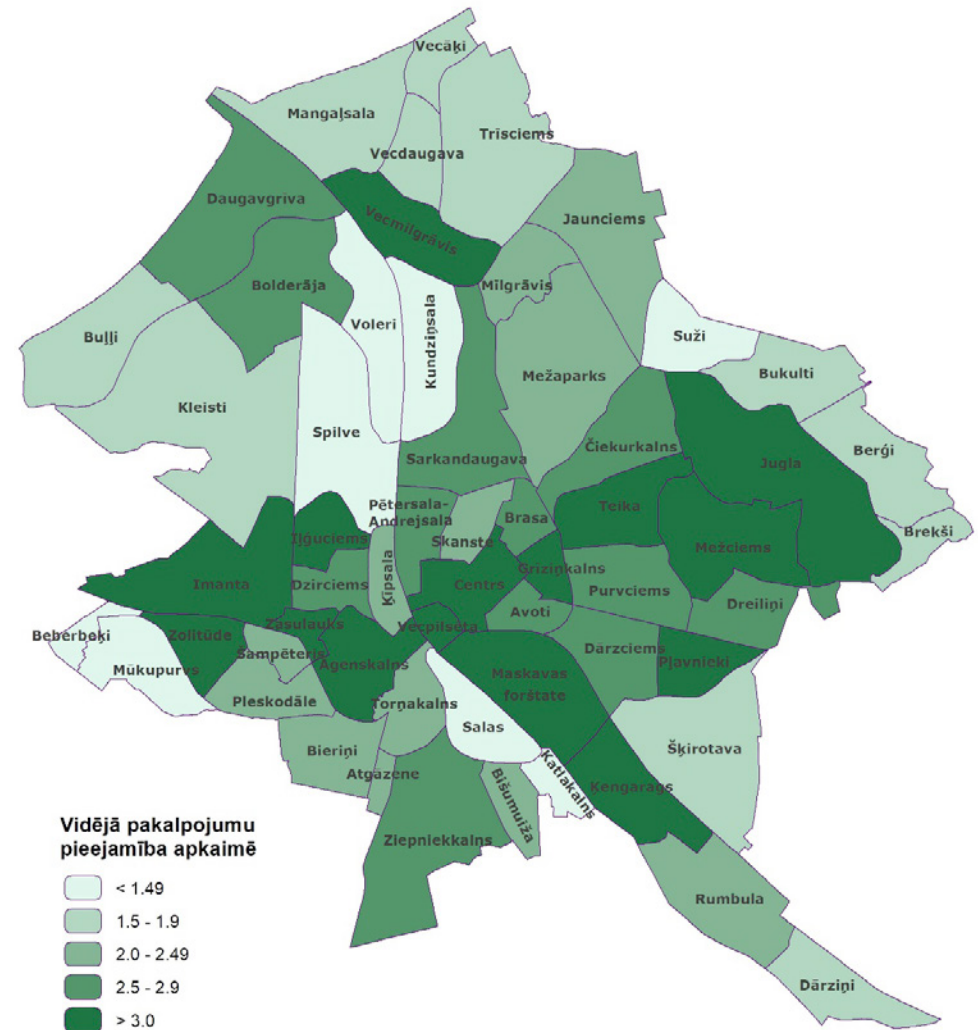 Vecāķi
Mangaļsala
Trīsciems
Vecdaugava
Daugavgrīva
Jaunciems
Vecmīlgrāvis
Mīlgrāvis
Bolderāja
Voleri
Kundziņsala
Suži
Buļļi
Bukulti
Mežaparks
Kleisti
Spilve
Čiekurkalns
Berģi
Sarkandaugava
Jugla
Pētersala-
Andrejsala
Teika
Brasa
Brekši
Skanste
Iļģuciems
Mežciems
Grīziņkalns
Imanta
Dzirciems
Ķīpsala
Centrs
Purvciems
Dreiliņi
Avoti
Zasulauks
Vecpilsēta
Beberbeķi
Zolitūde
Šampēteris
Dārzciems
Pļavnieki
Mūkupurvs
Āgenskalns
Maskavas
forštate
Pleskodāle
Torņakalns
Salas
Šķirotava
Bieriņi
Atgāzene
Katlakalns
Bišumuiža
Ķengarags
Ziepniekkalns
Rumbula
Dārziņi
Vidējā pakalpojumu
pieejamība apkaimē
< 1.49
1.5 - 1.9
2.0 - 2.49
2.5 - 2.9
> 3.0